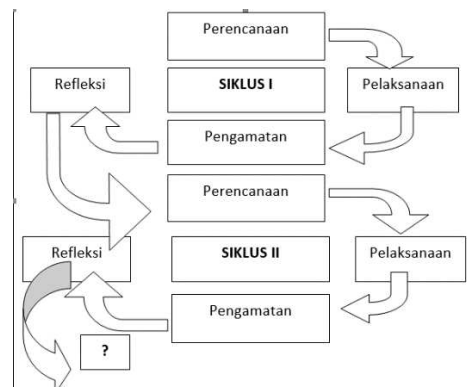 Perencanaan
Refleksi
SIKLUS I
Pelaksanaan
Pengamatan
Perencanaan
Refleksi
SIKLUS II
Pelaksanaan
Pengamatan
?